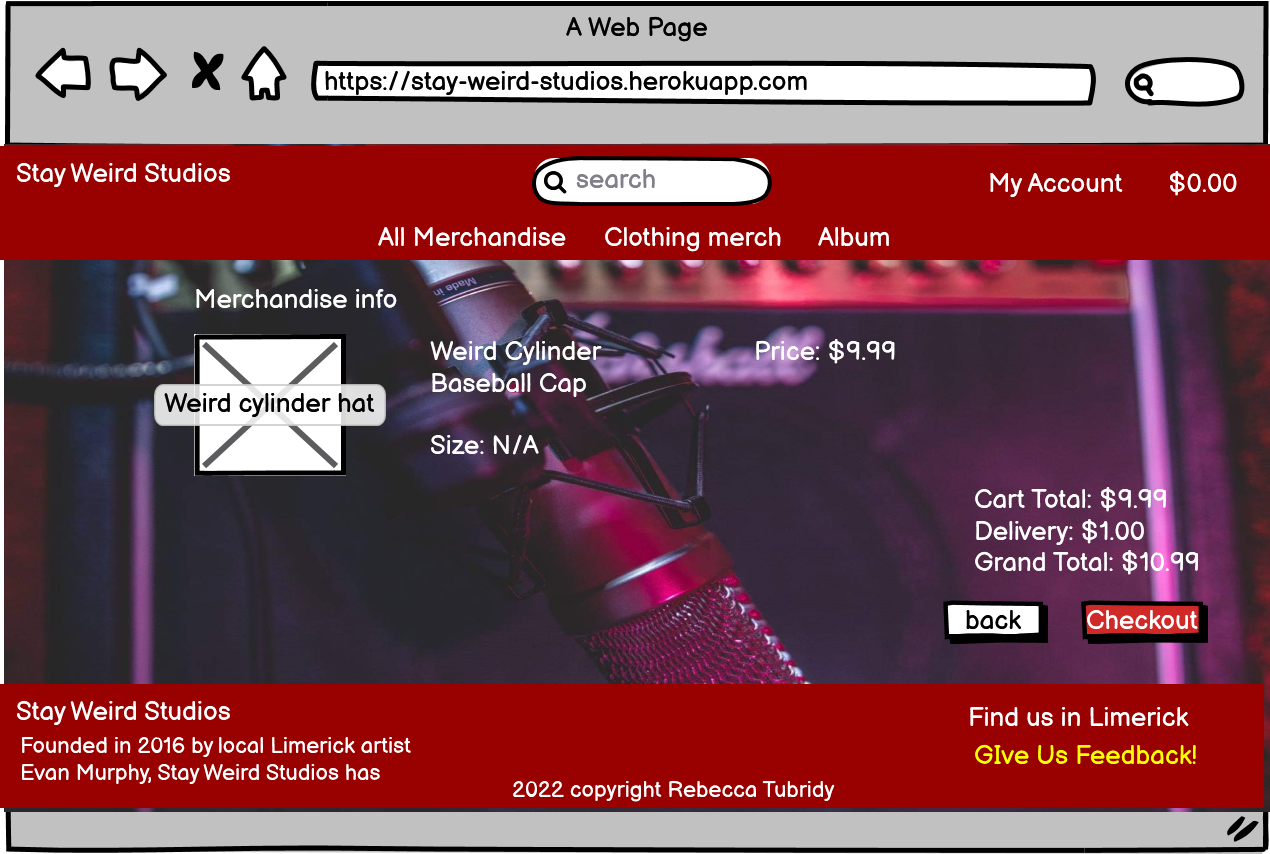 A Web Page
https://stay-weird-studios.herokuapp.com
Stay Weird Studios
search
My Account
$0.00
All Merchandise
Clothing merch
Album
Made in
Merchandise info
Weird Cylinder
Baseball Cap
Price: $9.99
Weird cylinder hat
Size: N/A
Cart Total: $9.99
Delivery: $1.00
Grand Total: $10.99
back
Checkout
Stay Weird Studios
Founded in 2016 by local Limerick artist
Evan Murphy, Stay Weird Studios has
Find us in Limerick
GIve Us Feedback!
2022 copyright Rebecca Tubridy